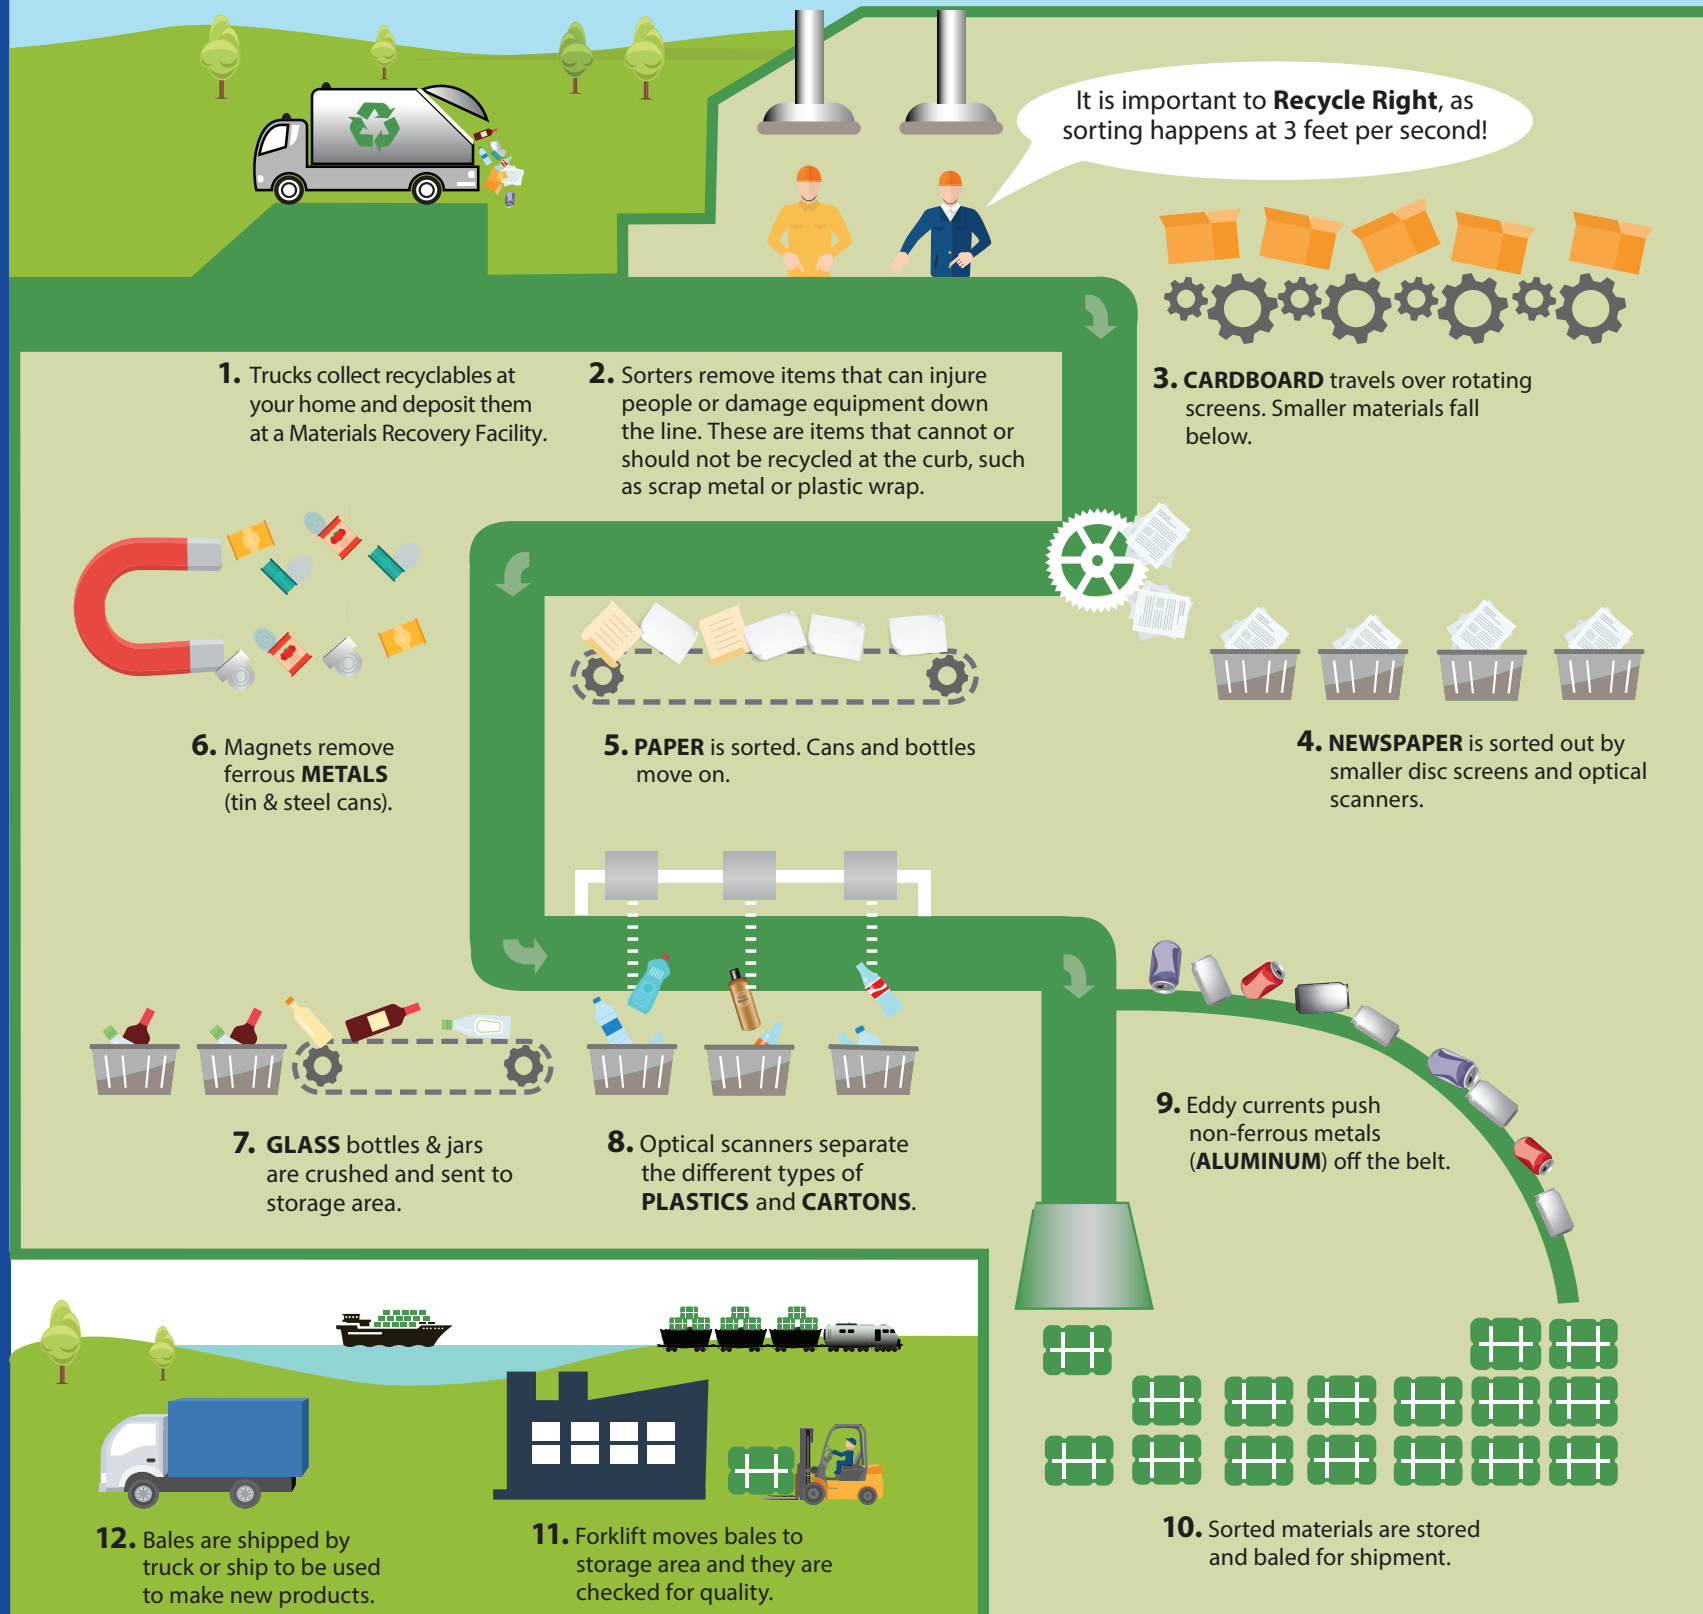 It is important to Recycle Right, as
sorting happens at 3 feet per second!
1. Trucks collect recyclables at
your home and deposit them
at a Materials Recovery Facility.
2. Sorters remove items that can injure
people or damage equipment down
the line. These are items that cannot or
should not be recycled at the curb, such
as scrap metal or plastic wrap.
3. CARDBOARD travels over rotating
screens. Smaller materials fall
below.
4. NEWSPAPER is sorted out by
smaller disc screens and optical
scanners.
5. PAPER is sorted. Cans and bottles
move on.
6. Magnets remove
ferrous METALS
(tin & steel cans).
7. GLASS bottles & jars
are crushed and sent to
storage area.
8. Optical scanners separate
the different types of
PLASTICS and CARTONS.
9. Eddy currents push
non-ferrous metals
(ALUMINUM) off the belt.
10. Sorted materials are stored
and baled for shipment.
11. Forklift moves bales to
storage area and they are
checked for quality.
12. Bales are shipped by
truck or ship to be used
to make new products.